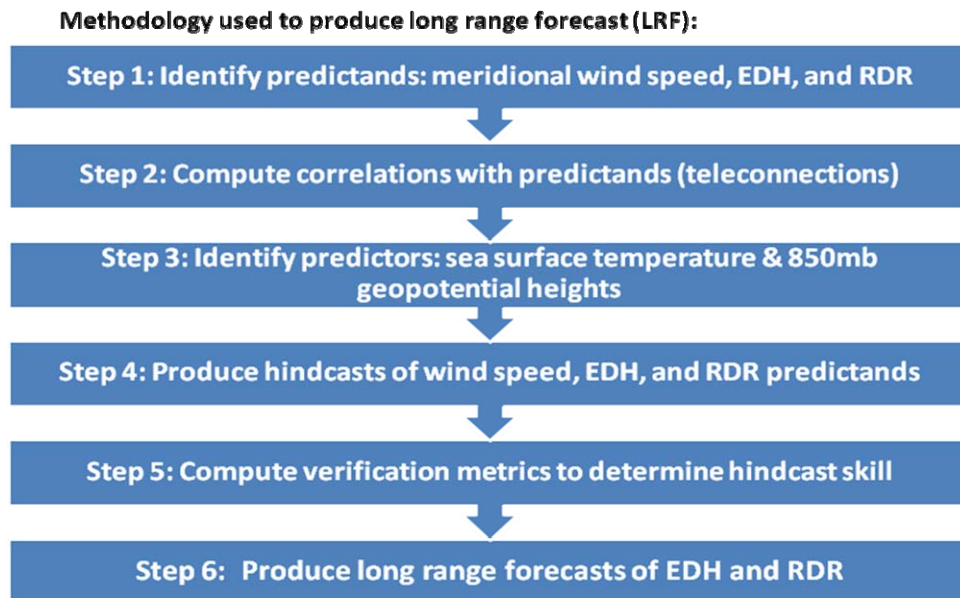 Methodology used to produce long range forecast (LRF):
Step 1: Identify predictands: meridional wind speed, EDH, and RDR
Step 2: Compute correlations with predictands (teleconnections)
Step 3: Identify predictors: sea surface temperature & 850mb
geopotential heights
Step 4: Produce hindcasts of wind speed, EDH, and RDR predictands
Step 5: Compute verification metrics to determine hindcast skill
Step 6: Produce long range forecasts of EDH and RDR